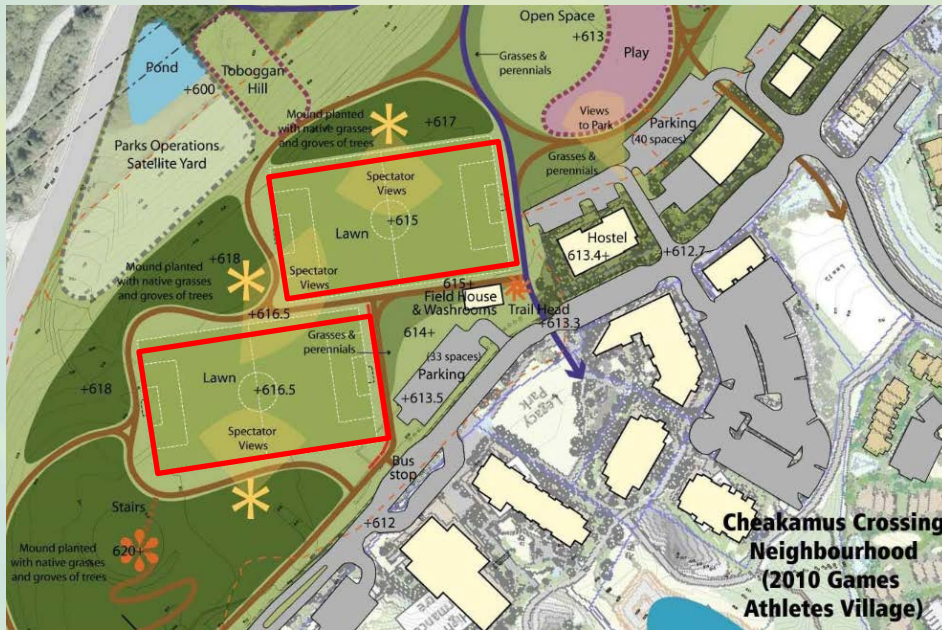 Open Space
+613
Grasses &
perennials
Play
Pond
+600
Toboggan
Hill
Mound planted
with native grasses
and groves of trees
+617
Views
to Park
Parking
(40 spaces)
Parks Operations
Satellite Yard
Grasses &
perennials
Spectator
Views
+615
Lawn
Hostel
613.4+
+612.7
+618
Mound planted
with native grasses
and groves of trees
Spectator
Views
615+
Field House
& Washrooms
Trail Head
+613.3
+616.5
Grasses &
perennials
614+
(33 spaces)
Parking
+613.5
Lawn
+616.5
+618
Spectator
Views
Legacy
Park
Bus
stop
Stairs
+612
Mound planted
with native grasses
and groves of trees
620+
Cheakamus Crossing
Neighbourhood
(2010 Games
Athletes Village)